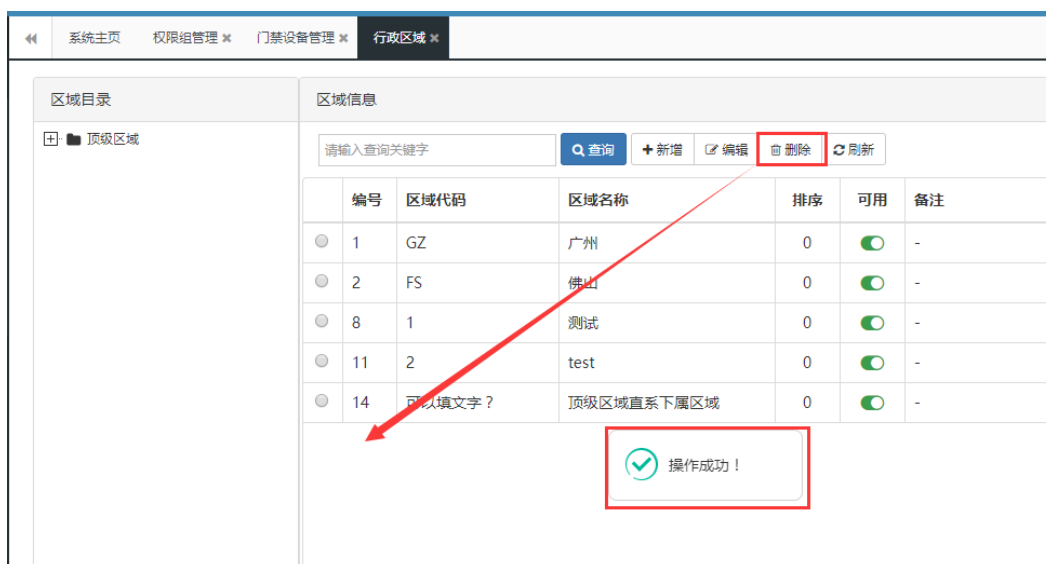 系统主页 权限组管理 门禁设备管理 行政区域
区域目录
区域信息
顶级区域
请输入查询关键字 查询 新增 编辑 删除 刷新
编号 区域代码 区域名称 排序 可用 备注
1 GZ 广州 0 -
2 FS 佛山 0 -
8 1 测试 0 -
11 2 test 0 -
14 可以填文字？ 顶级区域直系下属区域 0 -
操作成功！